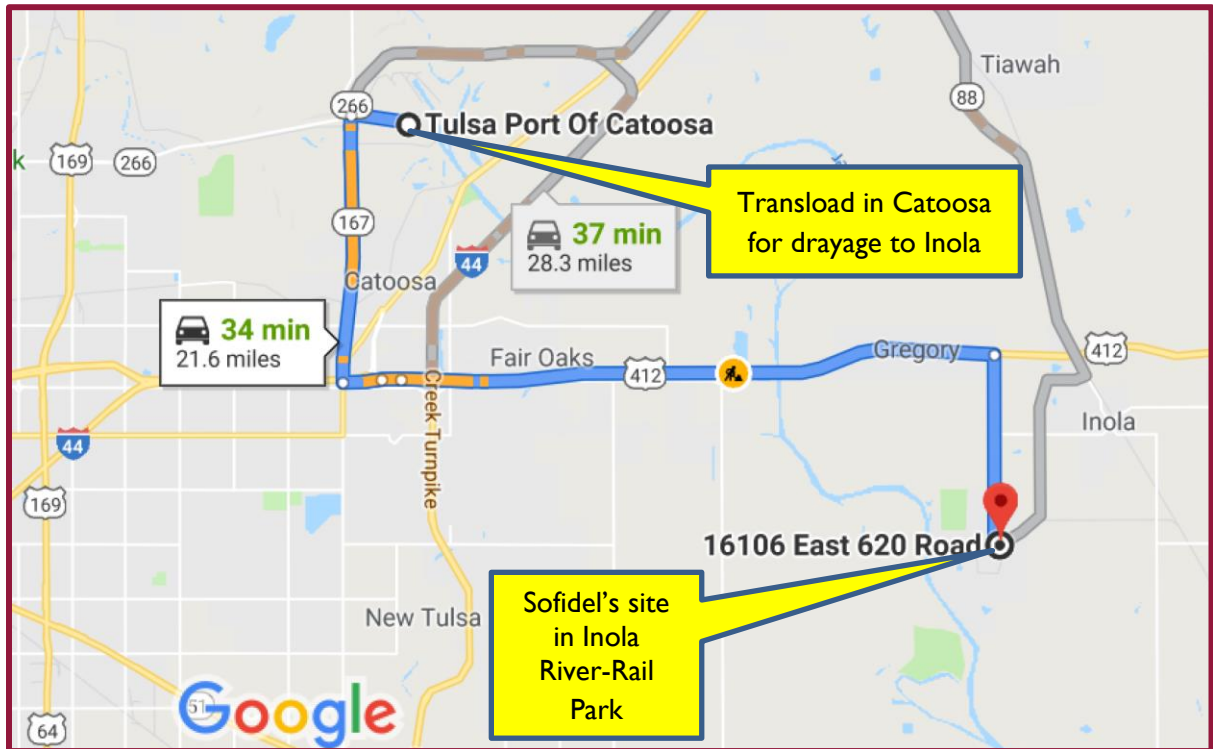 Tiawah
88
266
Tulsa Port Of Catoosa
k
169
266
Transload in Catoosa
for drayage to Inola
167
37 min
28.3 miles
44
Catoosa
34 min
21.6 miles
Fair Oaks
412
Gregory
412
Creek Turnpike
Inola
44
169
16106 East 620 Road
Sofidel's site
in Inola
River-Rail
Park
New Tulsa
51
Google
64